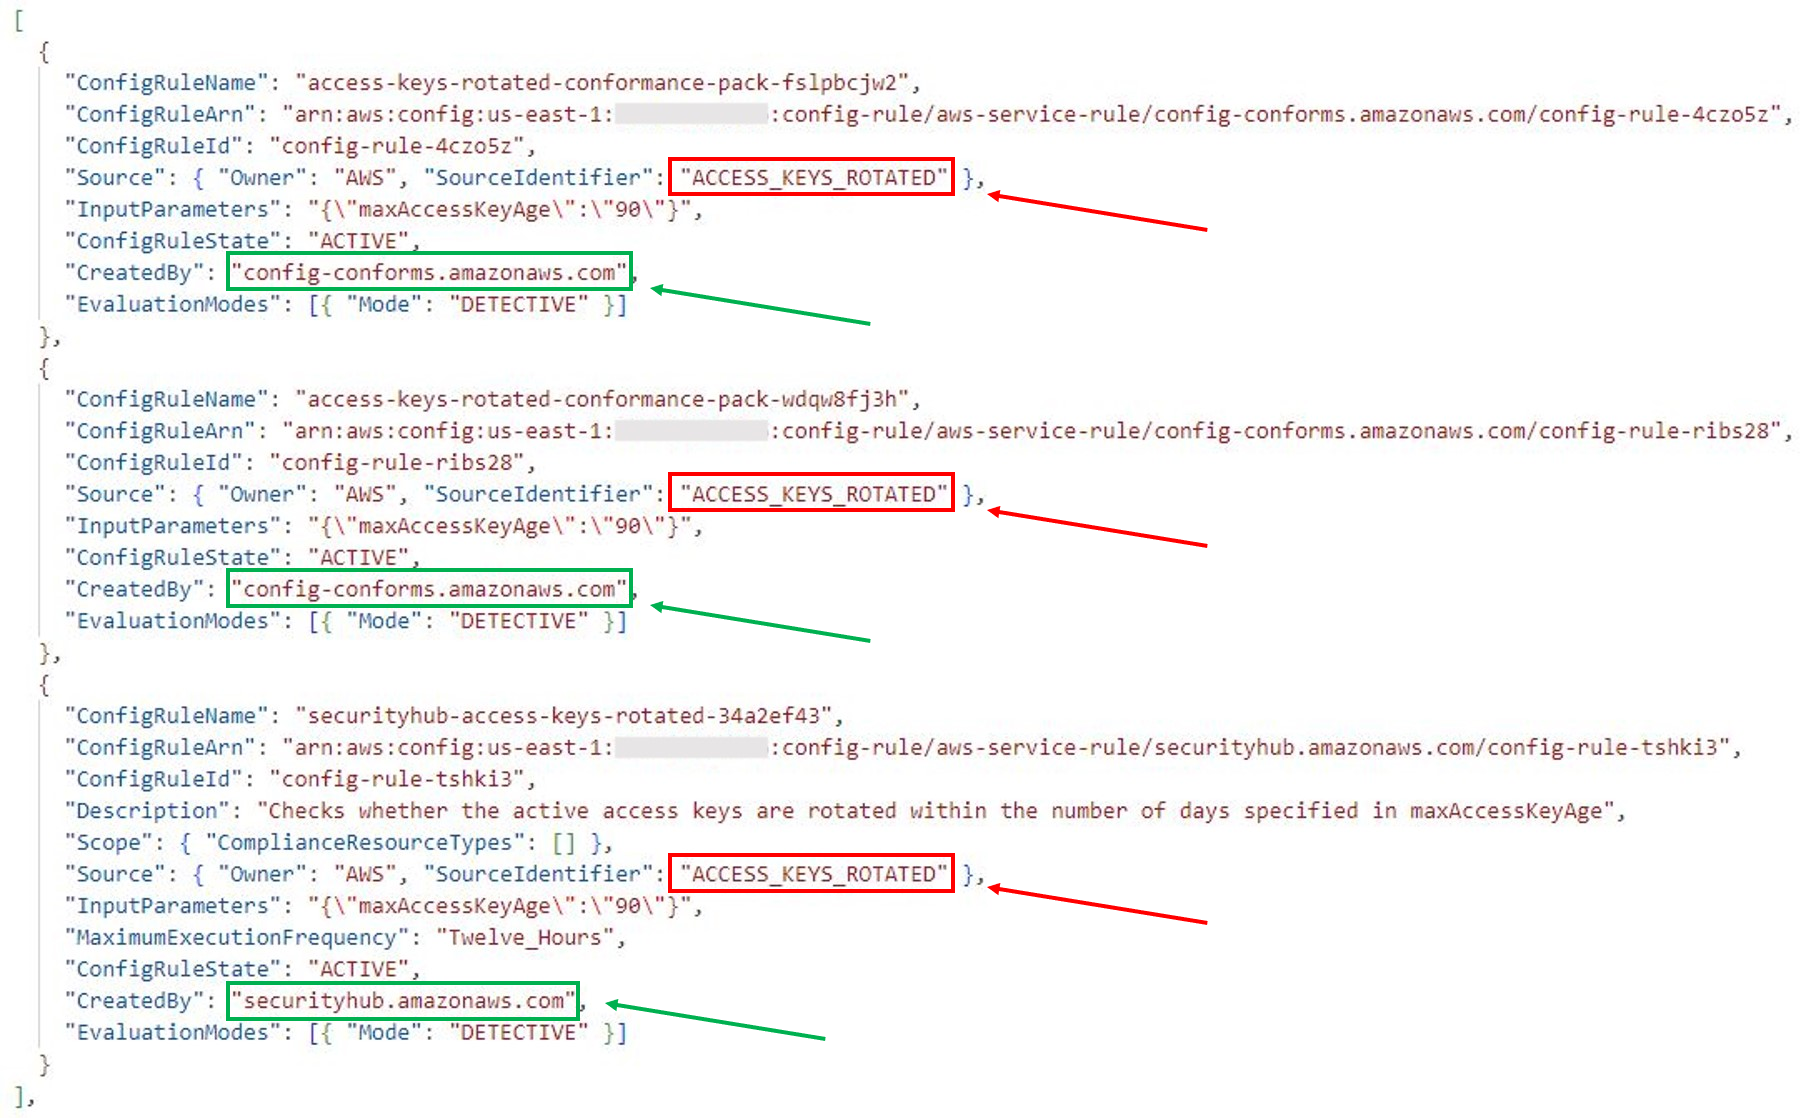 [
{
"ConfigRuleName": "access-keys-rotated-conformance-pack-fslpbcjw2",
"ConfigRuleArn": "arn:aws:config:us-east-1: :config-rule/aws-service-rule/config-conforms.amazonaws.com/config-rule-4czo5z",
"ConfigRuleId": "config-rule-4czo5z",
"Source": { "Owner": "AWS", "SourceIdentifier": "ACCESS_KEYS_ROTATED" },
"InputParameters": "{\"maxAccessKeyAge\":\"90\"}",
"ConfigRuleState": "ACTIVE",
"CreatedBy": "config-conforms.amazonaws.com",
"EvaluationModes": [{ "Mode": "DETECTIVE" }]
},
{
"ConfigRuleName": "access-keys-rotated-conformance-pack-wdqw8fj3h",
"ConfigRuleArn": "arn:aws:config:us-east-1: :config-rule/aws-service-rule/config-conforms.amazonaws.com/config-rule-ribs28",
"ConfigRuleId": "config-rule-ribs28",
"Source": { "Owner": "AWS", "SourceIdentifier": "ACCESS_KEYS_ROTATED" },
"InputParameters": "{\"maxAccessKeyAge\":\"90\"}",
"ConfigRuleState": "ACTIVE",
"CreatedBy": "config-conforms.amazonaws.com",
"EvaluationModes": [{ "Mode": "DETECTIVE" }]
},
{
"ConfigRuleName": "securityhub-access-keys-rotated-34a2ef43",
"ConfigRuleArn": "arn:aws:config:us-east-1: :config-rule/aws-service-rule/securityhub.amazonaws.com/config-rule-tshki3",
"ConfigRuleId": "config-rule-tshki3",
"Description": "Checks whether the active access keys are rotated within the number of days specified in maxAccessKeyAge",
"Scope": { "ComplianceResourceTypes": [] },
"Source": { "Owner": "AWS", "SourceIdentifier": "ACCESS_KEYS_ROTATED" },
"InputParameters": "{\"maxAccessKeyAge\":\"90\"}",
"MaximumExecutionFrequency": "Twelve_Hours",
"ConfigRuleState": "ACTIVE",
"CreatedBy": "securityhub.amazonaws.com",
"EvaluationModes": [{ "Mode": "DETECTIVE" }]
}
],